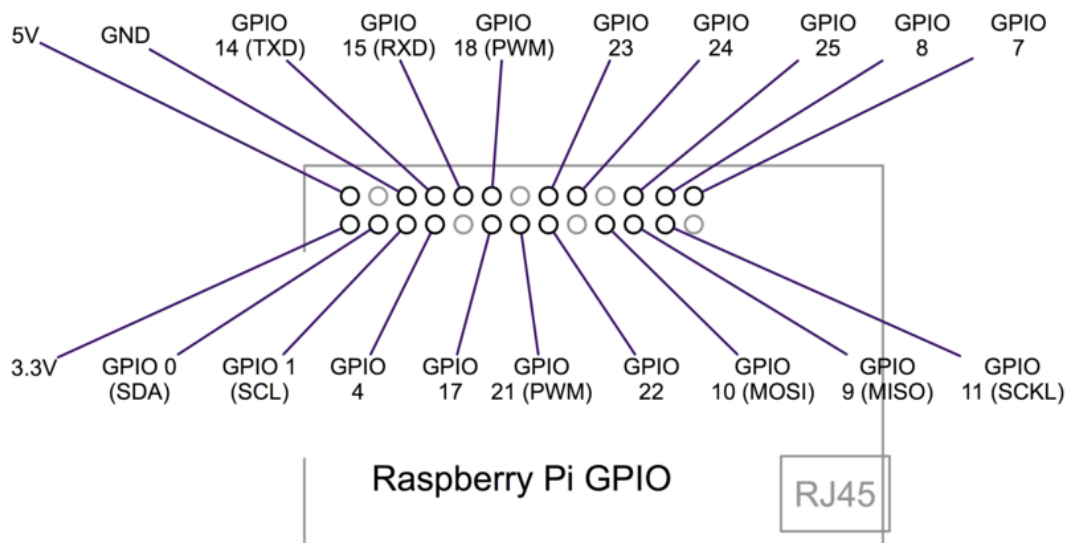 5V
GND
GPIO
14 (TXD)
GPIO
15 (RXD)
GPIO
18 (PWM)
GPIO
23
GPIO
24
GPIO
25
GPIO
8
GPIO
7
3.3V
GPIO 0
(SDA)
GPIO 1
(SCL)
GPIO
4
GPIO
17
GPIO
21 (PWM)
GPIO
22
GPIO
10 (MOSI)
GPIO
9 (MISO)
GPIO
11 (SCKL)
Raspberry Pi GPIO
RJ45